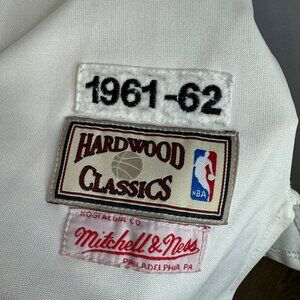 1961-62
HARDWOOD
CLASSICS
NBA
NOSTALGIA CO.
Mitchell & Ness
PHILADELPHIA, PA.